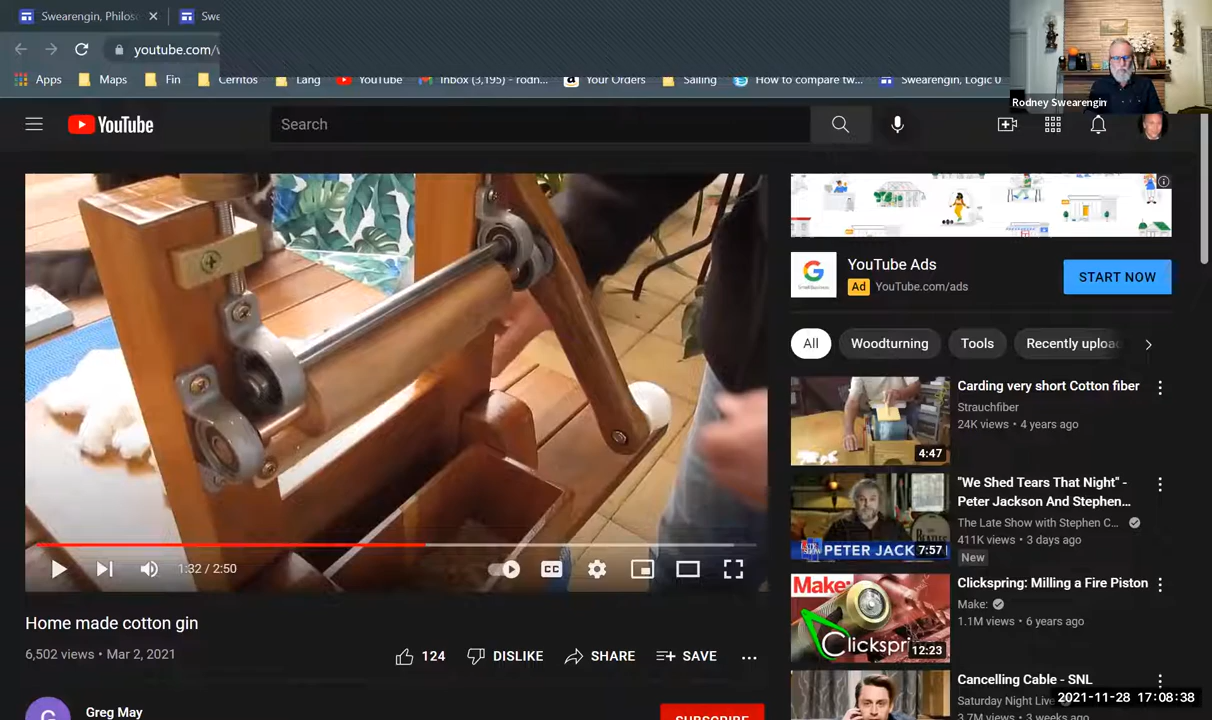 Swearengin, Philos
Swe
youtube.com/
Apps
Maps
Fin
Cerritos
Lang
YouTube
Inbox (3,195) - rodn...
Your Orders
Sailing
How to compare tw...
Swearengin, Logic 0
Rodney Swearengin
YouTube
Search
YouTube Ads
Ad YouTube.com/ads
START NOW
All
Woodturning
Tools
Recently uploa
Carding very short Cotton fiber
Strauchfiber
24K views • 4 years ago
4:47
"We Shed Tears That Night" -
Peter Jackson And Stephen...
The Late Show with Stephen C...
411K views • 3 days ago
New
PETER JACK
LATE SHOW
7:57
Make:
Clickspri
12:23
Clickspring: Milling a Fire Piston
Make:
1.1M views • 6 years ago
Cancelling Cable - SNL
Saturday Night Live
3.7M views • 3 weeks ago
2021-11-28 17:08:38
1:32 / 2:50
CC
Home made cotton gin
6,502 views • Mar 2, 2021
124
DISLIKE
SHARE
SAVE
G
Greg May
SUBSCRIBE